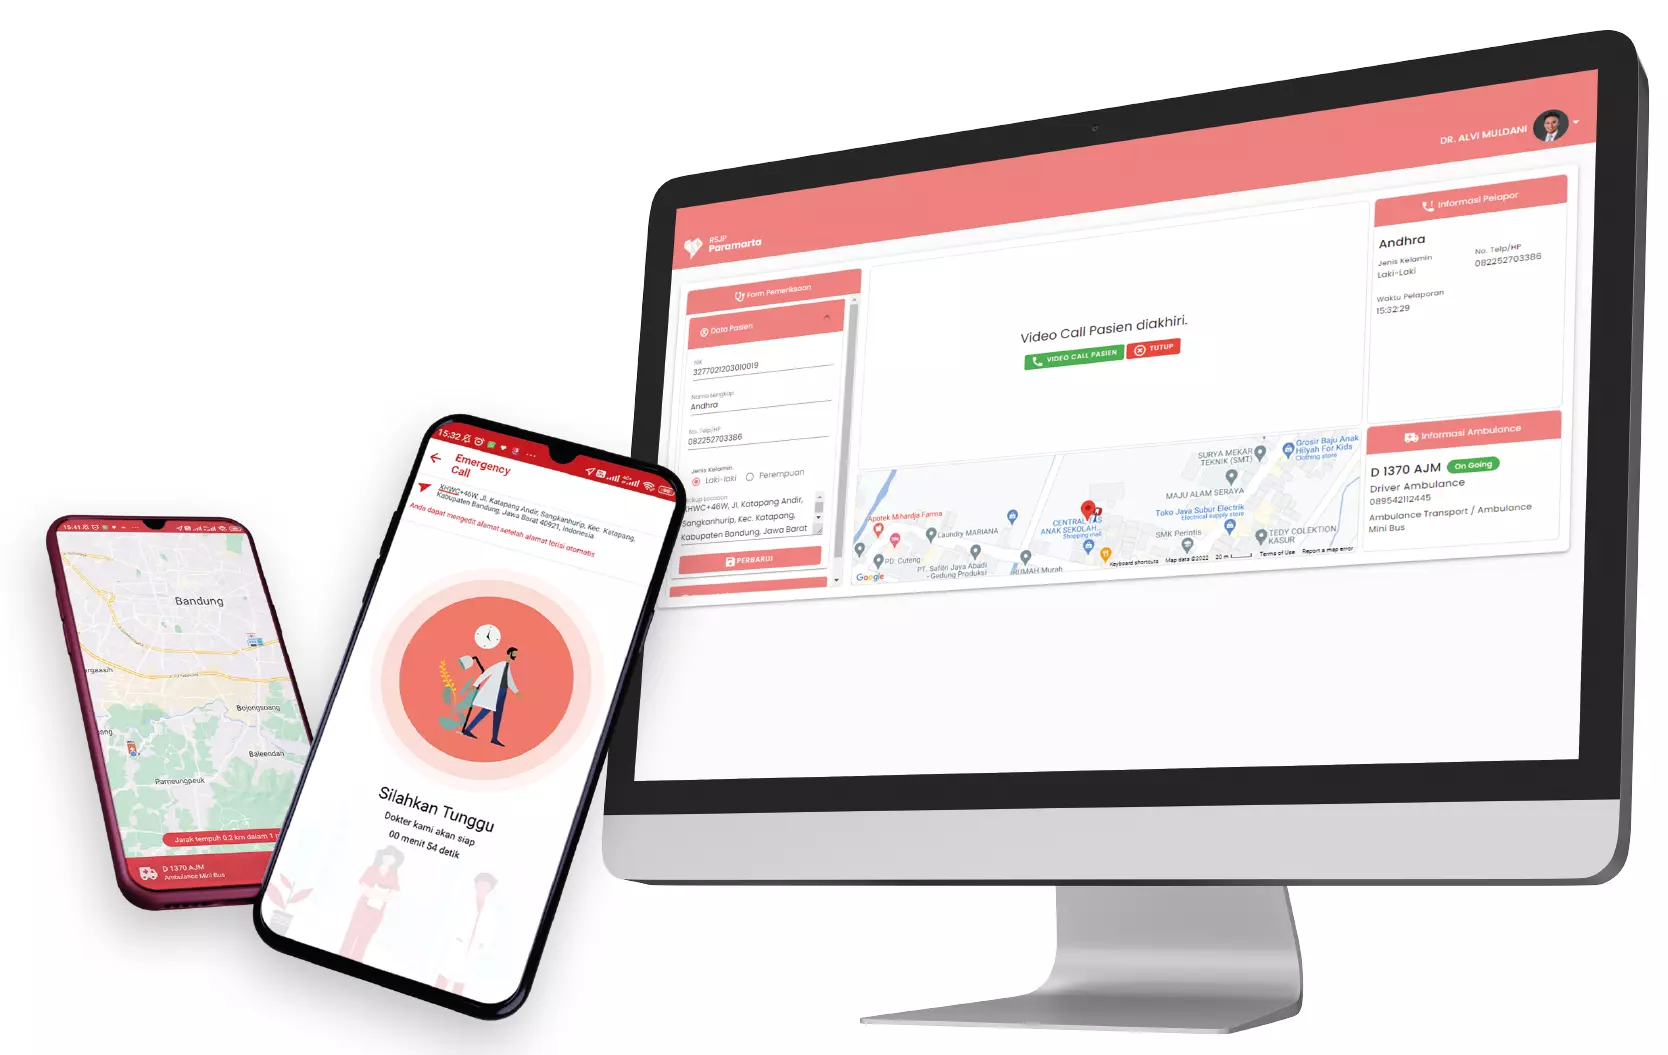 15:41
Bandung
Bojongsoang
Baleendah
Pameungpeuk
Jarak tempuh 0.2 km dalam 1
D 1370 AJM
Ambulance Mini Bus
15:32
Emergency
Call
XHWC+46W, Jl. Katapang Andir, Sangkanhurip, Kec. Katapang,
Kabupaten Bandung, Jawa Barat 40921, Indonesia
Anda dapat mengedit alamat setelah alamat terisi otomatis
Silahkan Tunggu
Dokter kami akan siap
00 menit 54 detik
DR. ALVI MULDANI
RSJP
Paramarta
Form Pemeriksaan
Data Pasien
NIK
3277021203010019
Nama Lengkap
Andhra
No. Telp/HP
082252703386
Jenis Kelamin
Laki-laki
Perempuan
Pickup Location
XHWC+46W, Jl. Katapang Andir,
Sangkanhurip, Kec. Katapang,
Kabupaten Bandung, Jawa Barat
PERBARUI
Video Call Pasien diakhiri.
VIDEO CALL PASIEN
TUTUP
SURYA MEKAR
TEKNIK (SMT)
Grosir Baju Anak
Hilyah For Kids
Clothing store
MAJU ALAM SERAYA
Apotek Mihardja Farma
Laundry MARIANA
CENTRAL TAS
ANAK SEKOLAH...
Shopping mall
Toko Java Subur Electrik
Electrical supply store
SMK Perintis
TEDY COLEKTION
KASUR
PD. Cuteng
PT. Safitri Jaya Abadi
- Gedung Produksi
RUMAH Murah
Google
Keyboard shortcuts
Map data ©2022
20 m
Terms of Use
Report a map error
Informasi Pelapor
Andhra
Jenis Kelamin
Laki-Laki
No. Telp/HP
082252703386
Waktu Pelaporan
15:32:29
Informasi Ambulance
D 1370 AJM
On Going
Driver Ambulance
089542112445
Ambulance Transport / Ambulance
Mini Bus